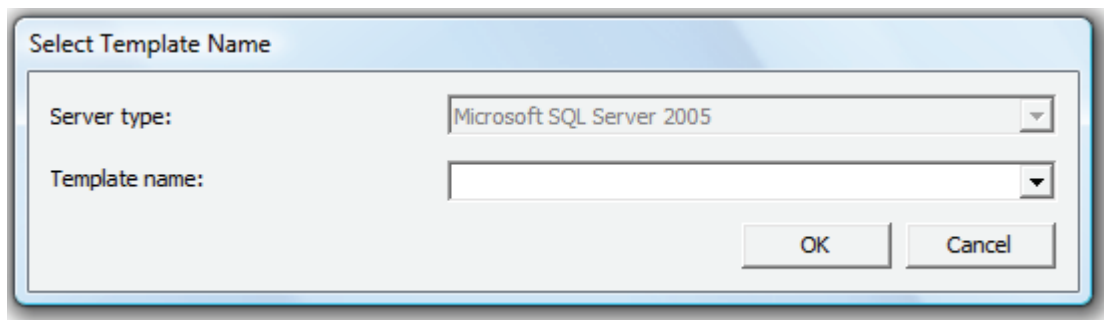 Select Template Name
Server type: Microsoft SQL Server 2005
Template name:
OK Cancel